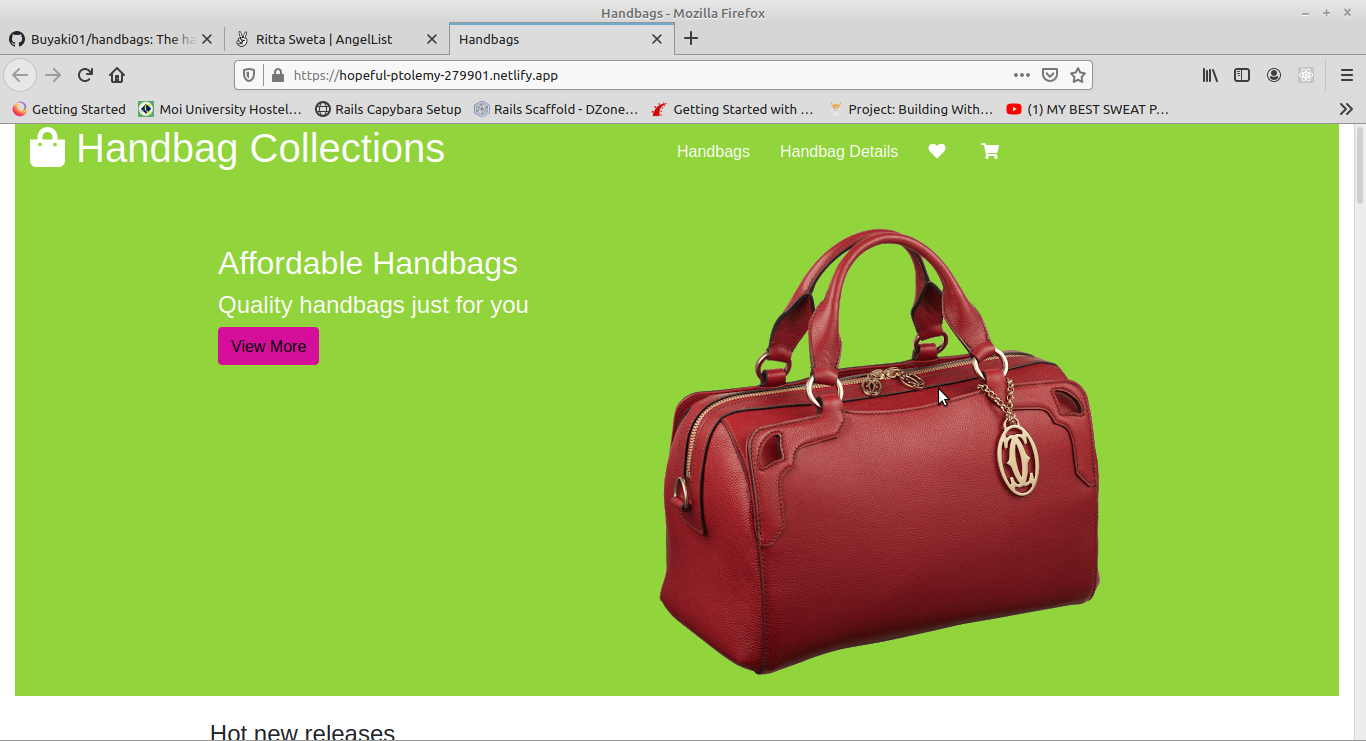 Handbags - Mozilla Firefox
Buyaki01/handbags: The ha
Ritta Sweta | AngelList
Handbags
https://hopeful-ptolemy-279901.netlify.app
Getting Started
Moi University Hostel…
Rails Capybara Setup
Rails Scaffold - DZone…
Getting Started with …
Project: Building With…
(1) MY BEST SWEAT P…
Handbag Collections
Handbags
Handbag Details
Affordable Handbags
Quality handbags just for you
View More
Hot new releases